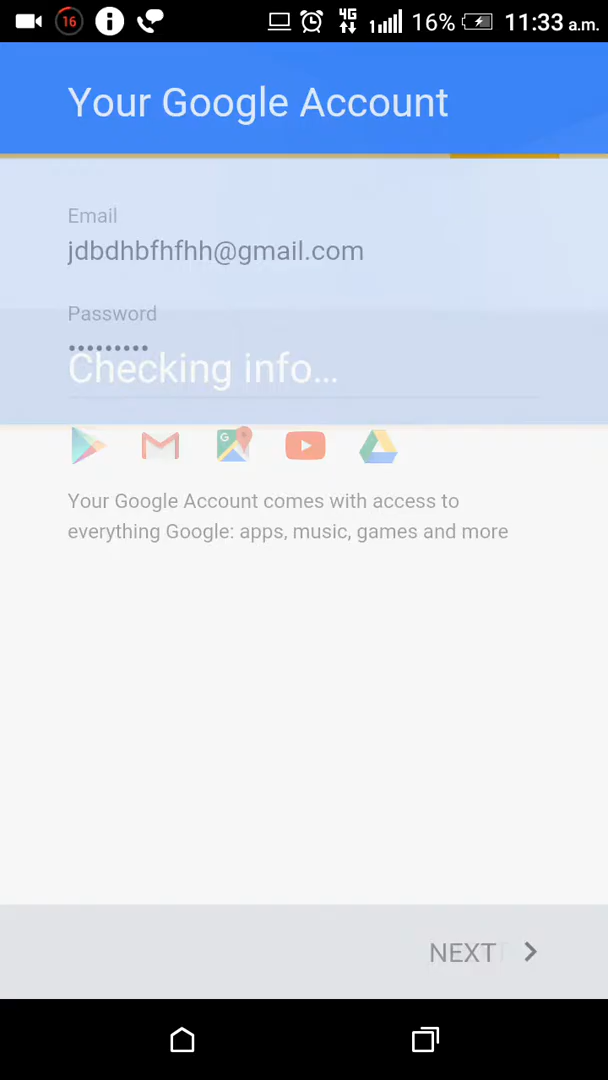 16
4G
16%
11:33 a.m.
Your Google Account
Email
jdbdhbfhfhh@gmail.com
Password
•••••••••
Checking info…
Your Google Account comes with access to
everything Google: apps, music, games and more
NEXT